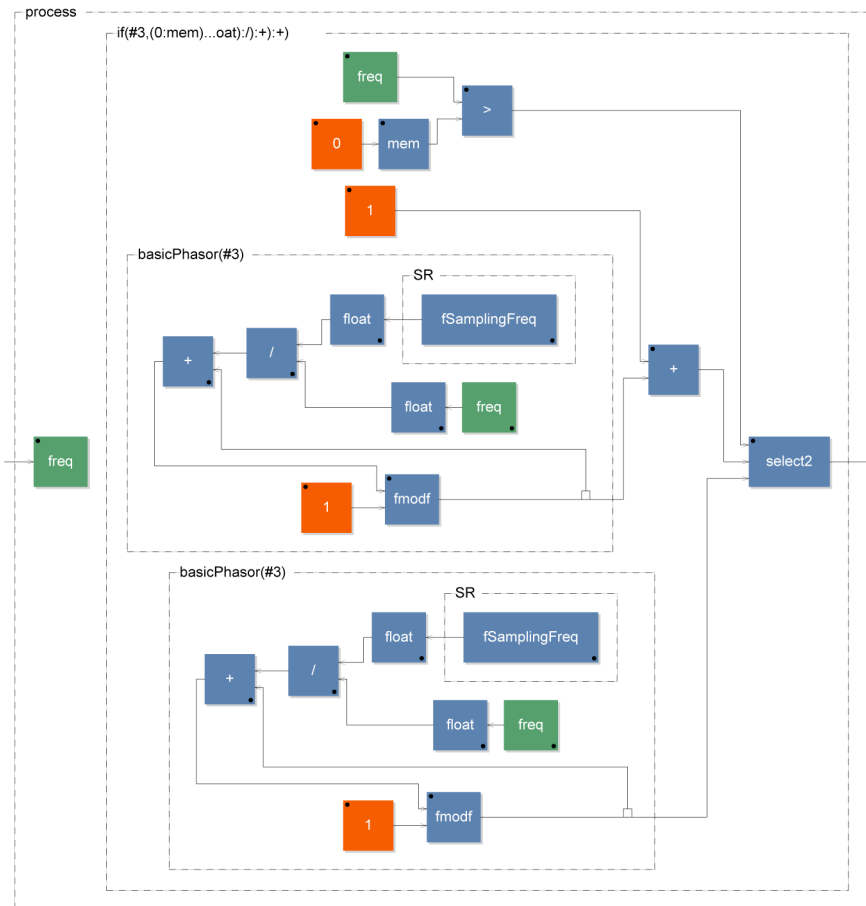 process
if(#3,(0:mem)...oat):/):+):+)
freq
>
0
mem
1
basicPhasor(#3)
SR
float
fSamplingFreq
+
/
float
freq
+
freq
select2
1
fmodf
basicPhasor(#3)
SR
float
fSamplingFreq
+
/
float
freq
1
fmodf